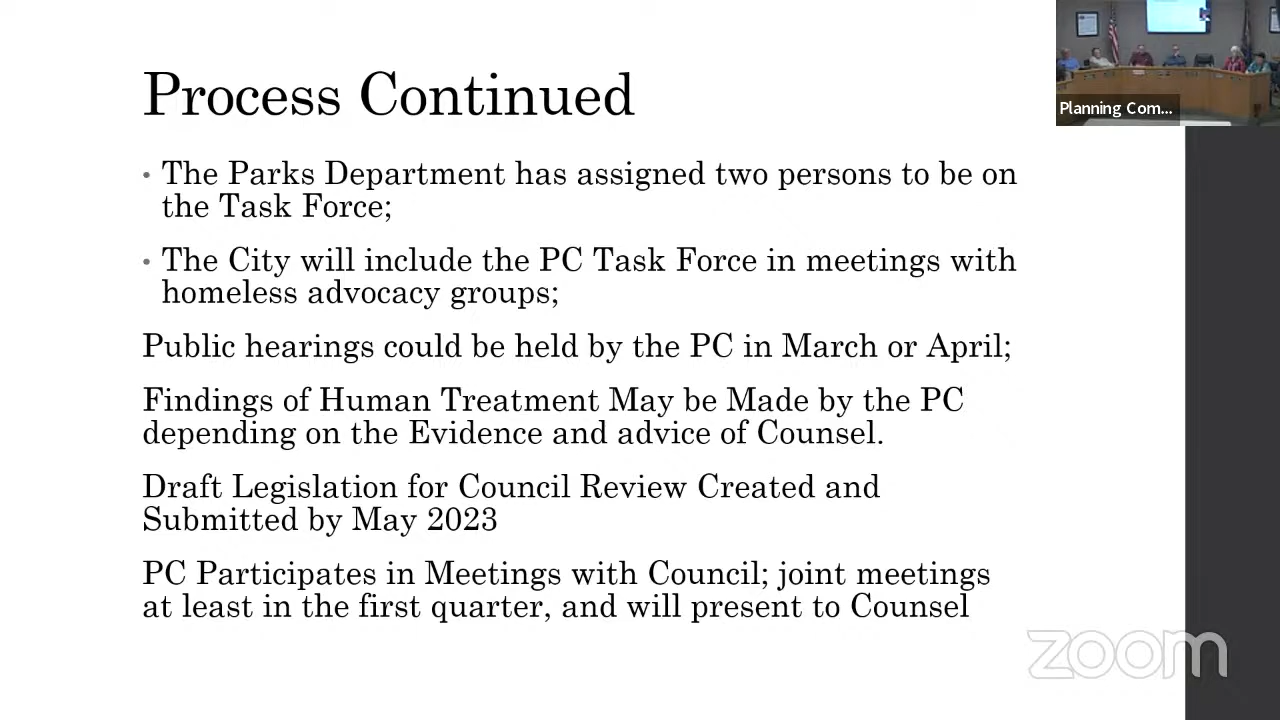 Process Continued
Planning Com...
• The Parks Department has assigned two persons to be on
the Task Force;
• The City will include the PC Task Force in meetings with
homeless advocacy groups;
Public hearings could be held by the PC in March or April;
Findings of Human Treatment May be Made by the PC
depending on the Evidence and advice of Counsel.
Draft Legislation for Council Review Created and
Submitted by May 2023
PC Participates in Meetings with Council; joint meetings
at least in the first quarter, and will present to Counsel
zoom